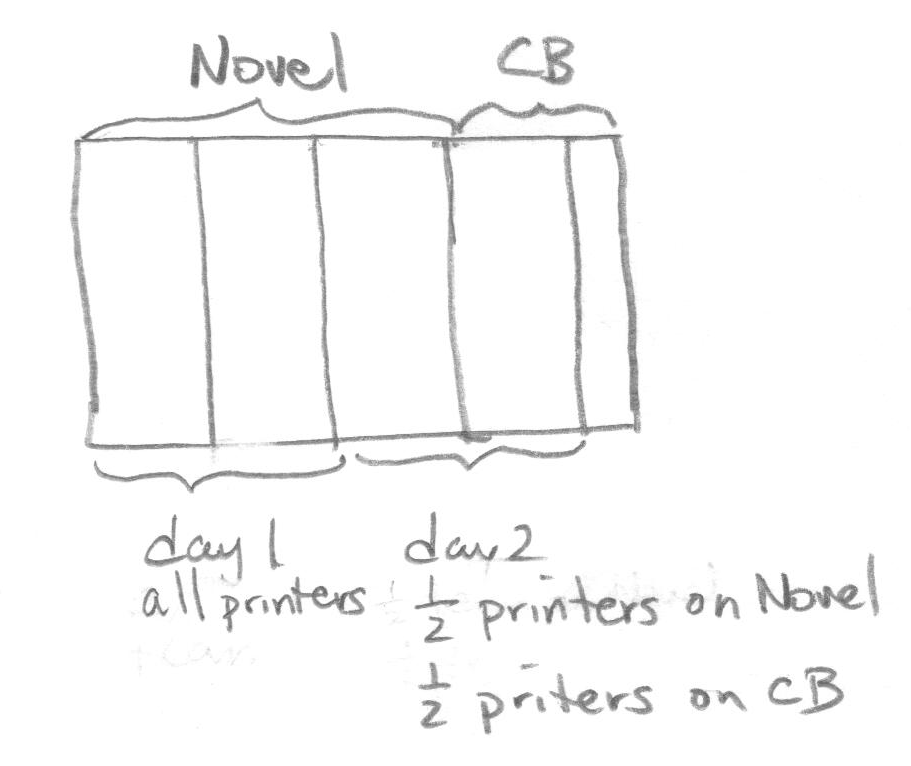 Novel CB
day 1 day 2
all printers 1/2 printers on Novel
1/2 priters on CB